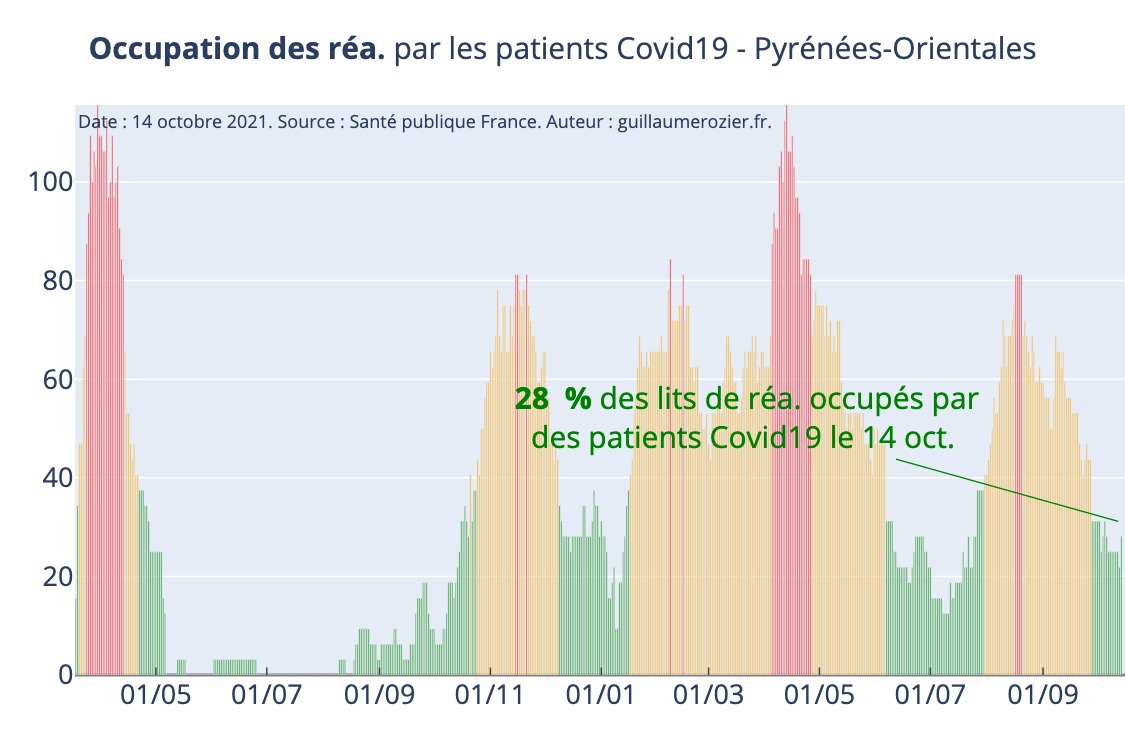 Occupation des réa. par les patients Covid19 - Pyrénées-Orientales
Date : 14 octobre 2021. Source : Santé publique France. Auteur : guillaumerozier.fr.
100
80
60
28 % des lits de réa. occupés par
des patients Covid19 le 14 oct.
40
20
0
01/05 01/07 01/09 01/11 01/01 01/03 01/05 01/07 01/09